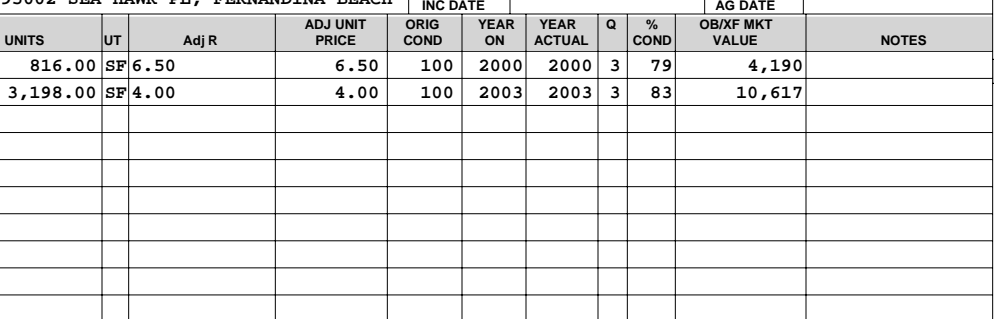 INC DATE AG DATE
UNITS UT Adj R ADJ UNIT PRICE ORIG COND YEAR ON YEAR ACTUAL Q % COND OB/XF MKT VALUE NOTES
816.00 SF 6.50 6.50 100 2000 2000 3 79 4,190
3,198.00 SF 4.00 4.00 100 2003 2003 3 83 10,617